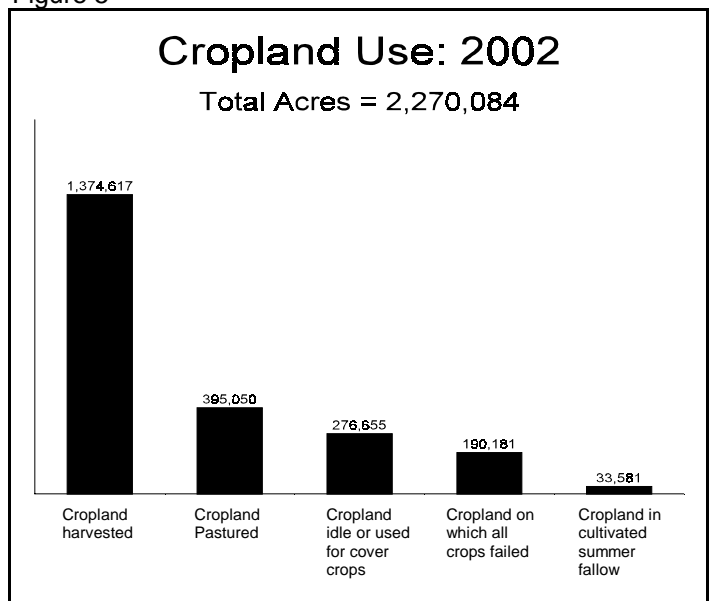 Cropland Use: 2002
Total Acres = 2,270,084
1,374,617
395,050
276,655
190,181
33,581
Cropland
harvested
Cropland
Pastured
Cropland
idle or used
for cover
crops
Cropland on
which all
crops failed
Cropland in
cultivated
summer
fallow